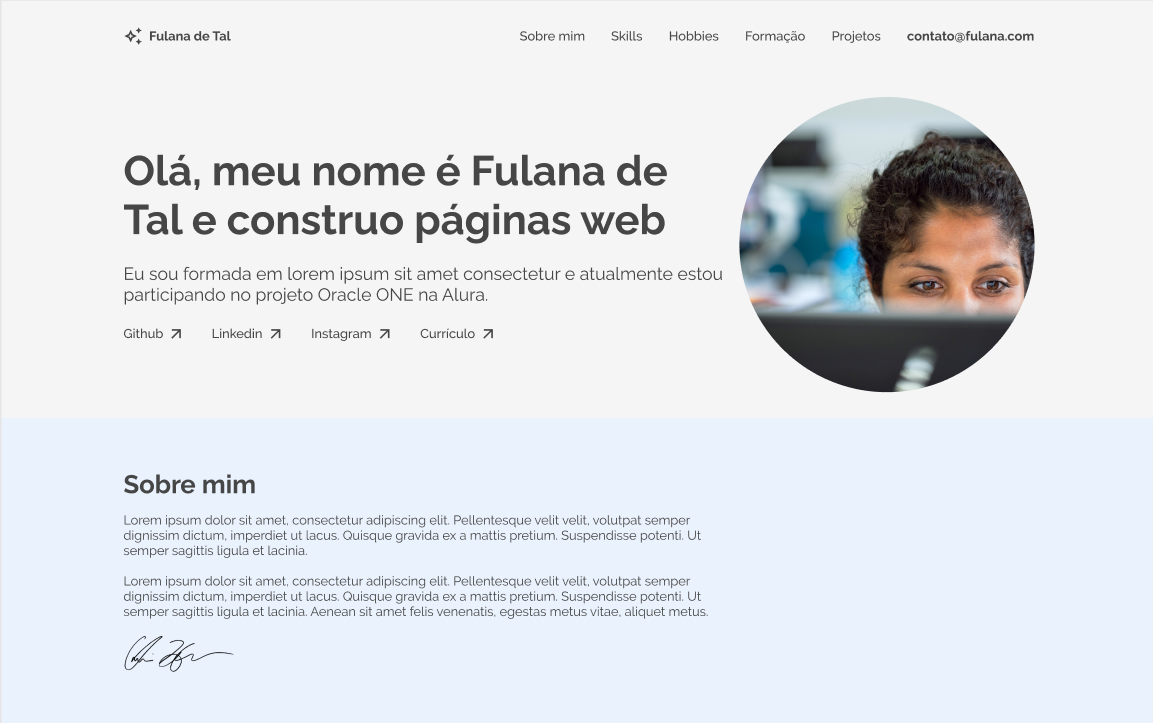 Fulana de Tal
Sobre mim Skills Hobbies Formação Projetos contato@fulana.com
Olá, meu nome é Fulana de
Tal e construo páginas web
Eu sou formada em lorem ipsum sit amet consectetur e atualmente estou
participando no projeto Oracle ONE na Alura.
Github Linkedin Instagram Currículo
Sobre mim
Lorem ipsum dolor sit amet, consectetur adipiscing elit. Pellentesque velit velit, volutpat semper
dignissim dictum, imperdiet ut lacus. Quisque gravida ex a mattis pretium. Suspendisse potenti. Ut
semper sagittis ligula et lacinia.
Lorem ipsum dolor sit amet, consectetur adipiscing elit. Pellentesque velit velit, volutpat semper
dignissim dictum, imperdiet ut lacus. Quisque gravida ex a mattis pretium. Suspendisse potenti. Ut
semper sagittis ligula et lacinia. Aenean sit amet felis venenatis, egestas metus vitae, aliquet metus.